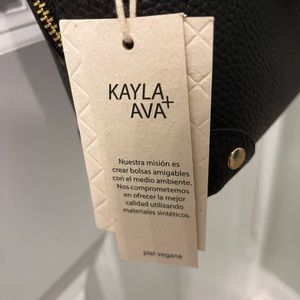 KAYLA+
AVA
Nuestra misión es
crear bolsas amigables
con el medio ambiente.
Nos comprometemos
en ofrecer la mejor
calidad utilizando
materiales sintéticos.
piel vegana